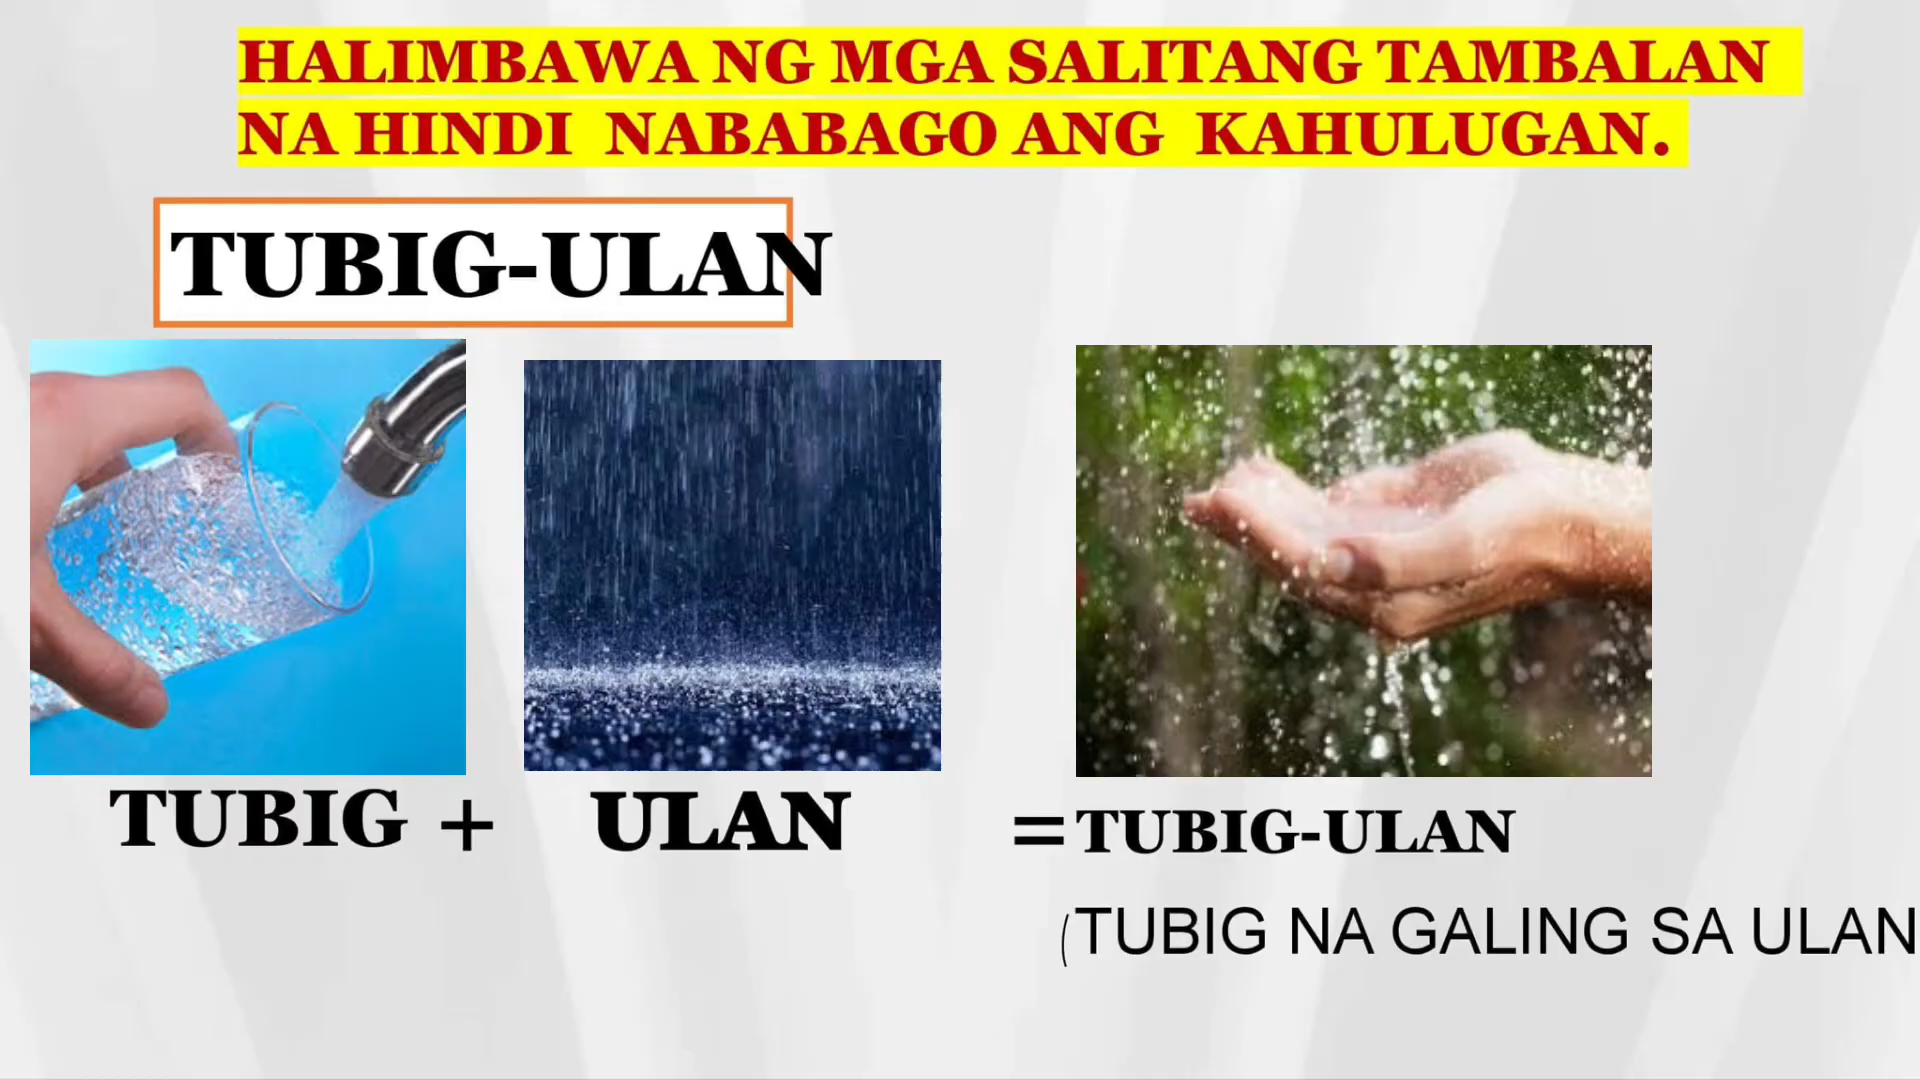 HALIMBAWA NG MGA SALITANG TAMBALAN
NA HINDI NABABAGO ANG KAHULUGAN.
TUBIG-ULAN
TUBIG + ULAN =TUBIG-ULAN
(TUBIG NA GALING SA ULAN